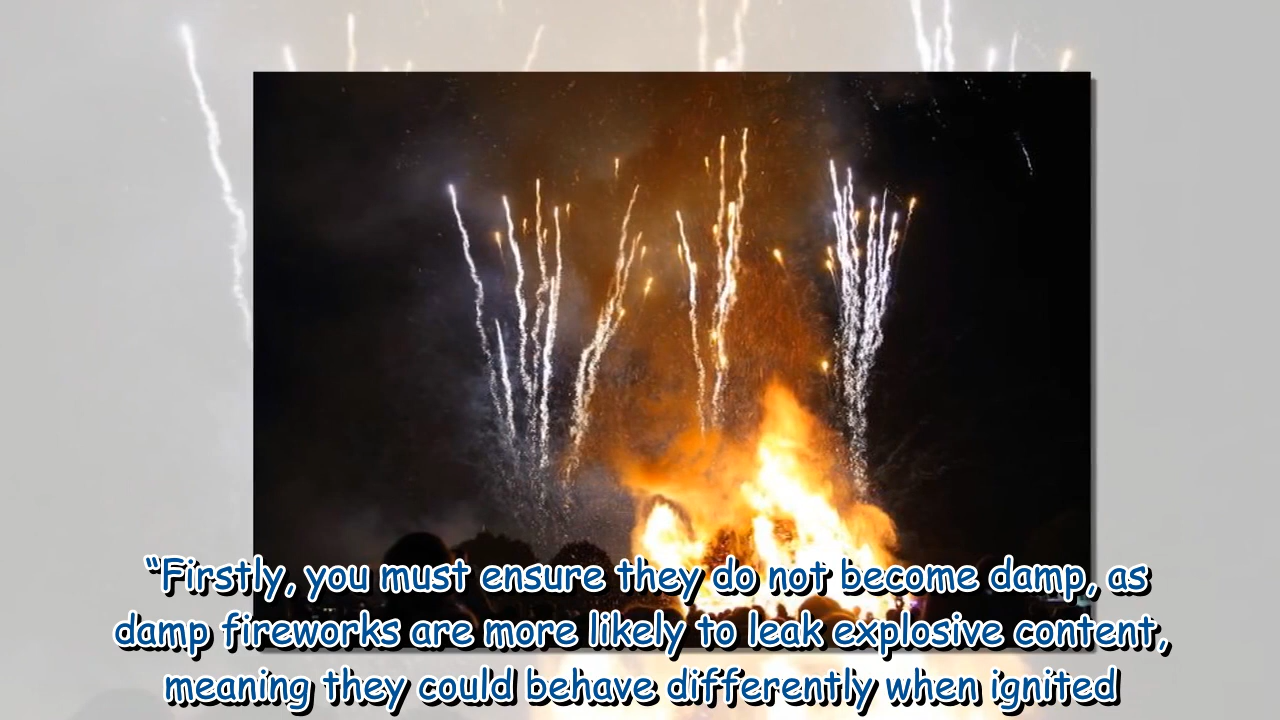 “Firstly, you must ensure they do not become damp, as
damp fireworks are more likely to leak explosive content,
meaning they could behave differently when ignited